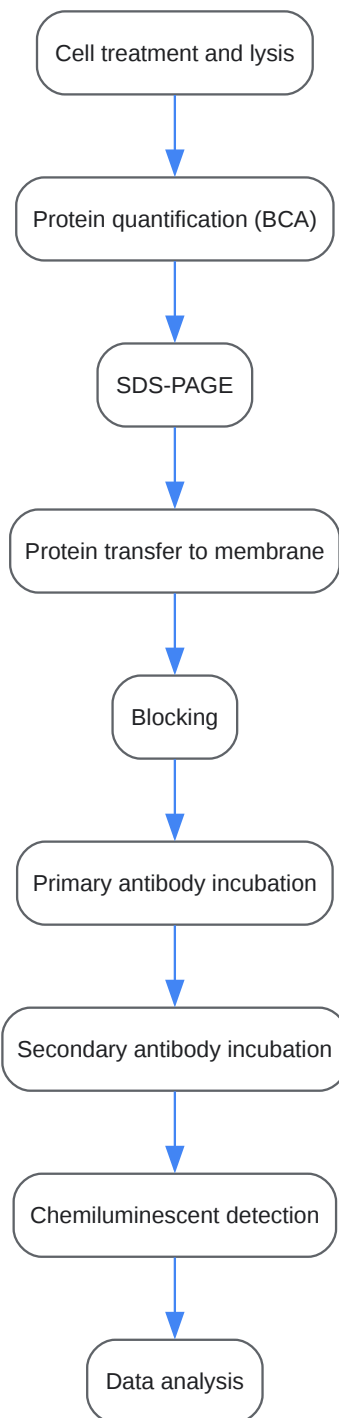 Cell treatment and lysis
Protein quantification (BCA)
SDS-PAGE
Protein transfer to membrane
Blocking
Primary antibody incubation
Secondary antibody incubation
Chemiluminescent detection
Data analysis